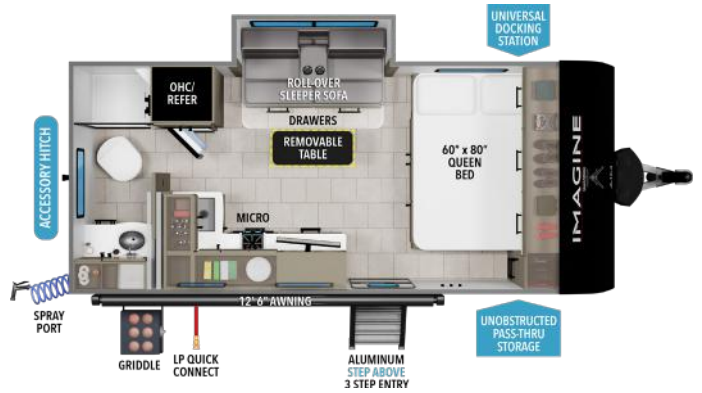 UNIVERSAL
DOCKING
STATION
OHC/
REFER
ROLL-OVER
SLEEPER SOFA
DRAWERS
REMOVABLE
TABLE
60" x 80"
QUEEN
BED
IMAGINE
ACCESSORY HITCH
MICRO
12' 6" AWNING
SPRAY
PORT
GRIDDLE
LP QUICK
CONNECT
ALUMINUM
STEP ABOVE
3 STEP ENTRY
UNOBSTRUCTED
PASS-THRU
STORAGE